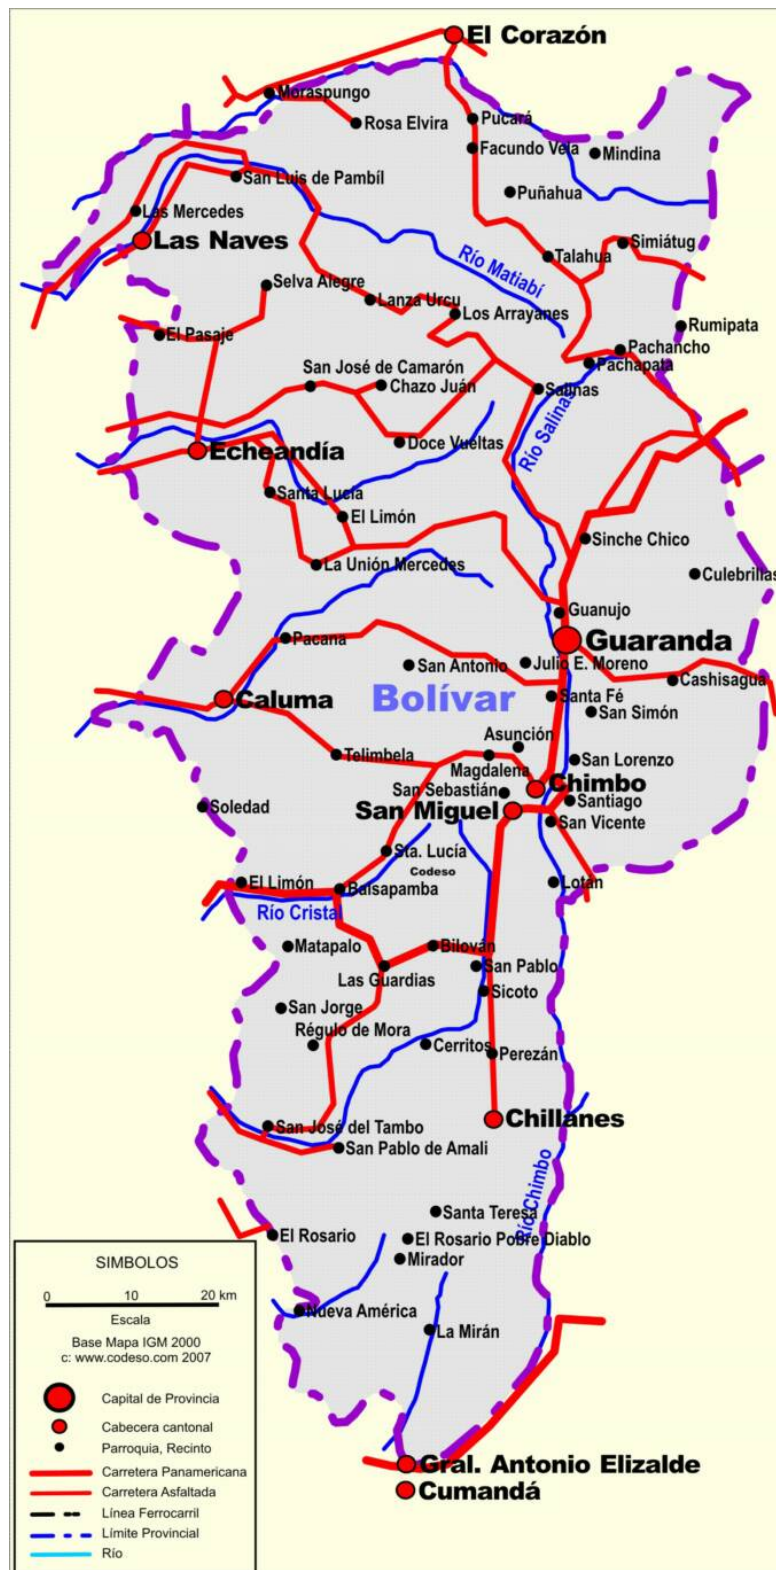 El Corazón
Moraspungo
Rosa Elvira
Pucará
Facundo Vela
Mindina
San Luis de Pambíl
Puñahua
Las Mercedes
Las Naves
Simiátug
Río Matiabí
Talahua
Selva Alegre
Lanza Urcu
Los Arrayanes
Rumipata
El Pasaje
Pachancho
Pachapata
San José de Camarón
Chazo Juán
Salinas
Río Salinas
Doce Vueltas
Echeandía
Santa Lucía
El Limón
Sinche Chico
La Unión Mercedes
Culebrillas
Guanujo
Guaranda
Pacana
San Antonio
Julio E. Moreno
Cashisagua
Caluma
Bolívar
Santa Fé
San Simón
Asunción
Telimbela
Magdalena
San Lorenzo
San Sebastián
Chimbo
Soledad
San Miguel
Santiago
San Vicente
Sta. Lucía
Codeso
El Limón
Balsapamba
Lotan
Río Cristal
Matapalo
Bilován
Las Guardias
San Pablo
Sicoto
San Jorge
Régulo de Mora
Cerritos
Perezán
Chillanes
San José del Tambo
San Pablo de Amali
Río Chimbo
Santa Teresa
El Rosario
El Rosario Pobre Diablo
Mirador
Nueva América
La Mirán
Gral. Antonio Elizalde
Cumandá
SIMBOLOS
0 10 20 km
Escala
Base Mapa IGM 2000
c: www.codeso.com 2007
Capital de Provincia
Cabecera cantonal
Parroquia, Recinto
Carretera Panamericana
Carretera Asfaltada
Línea Ferrocarril
Límite Provincial
Río